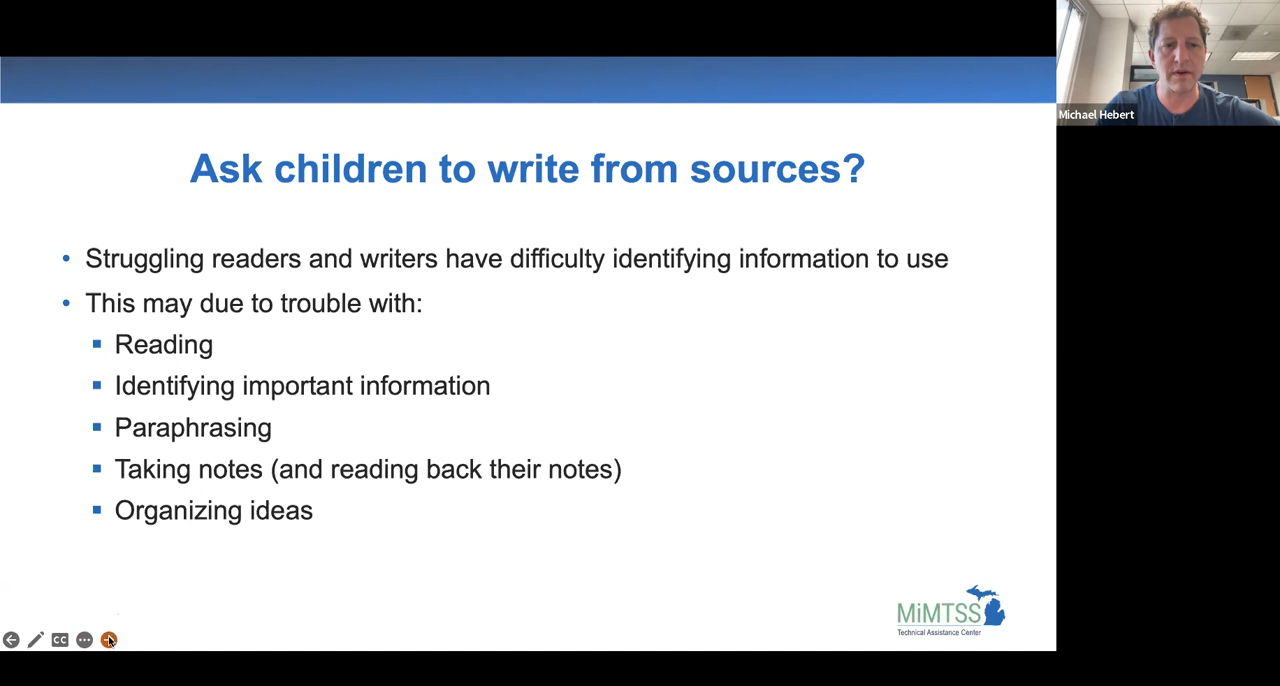 Ask children to write from sources?
Struggling readers and writers have difficulty identifying information to use
This may due to trouble with:
Reading
Identifying important information
Paraphrasing
Taking notes (and reading back their notes)
Organizing ideas
MiMTSS
Technical Assistance Center
CC
Michael Hebert